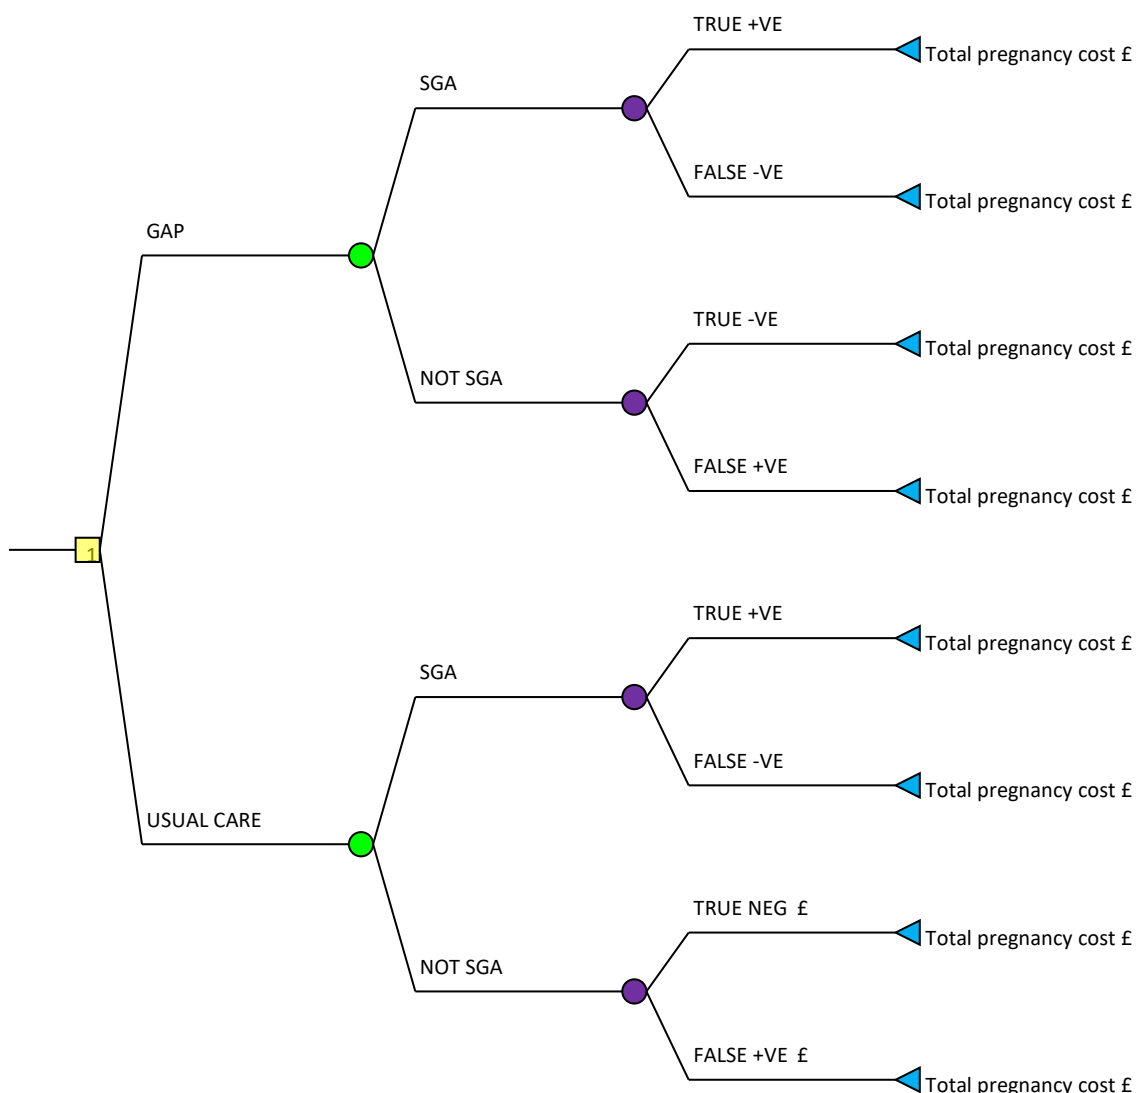 TRUE +VE
Total pregnancy cost £
SGA
FALSE -VE
Total pregnancy cost £
GAP
TRUE -VE
Total pregnancy cost £
NOT SGA
FALSE +VE
Total pregnancy cost £
1
TRUE +VE
Total pregnancy cost £
SGA
FALSE -VE
Total pregnancy cost £
USUAL CARE
TRUE NEG £
Total pregnancy cost £
NOT SGA
FALSE +VE £
Total pregnancy cost £